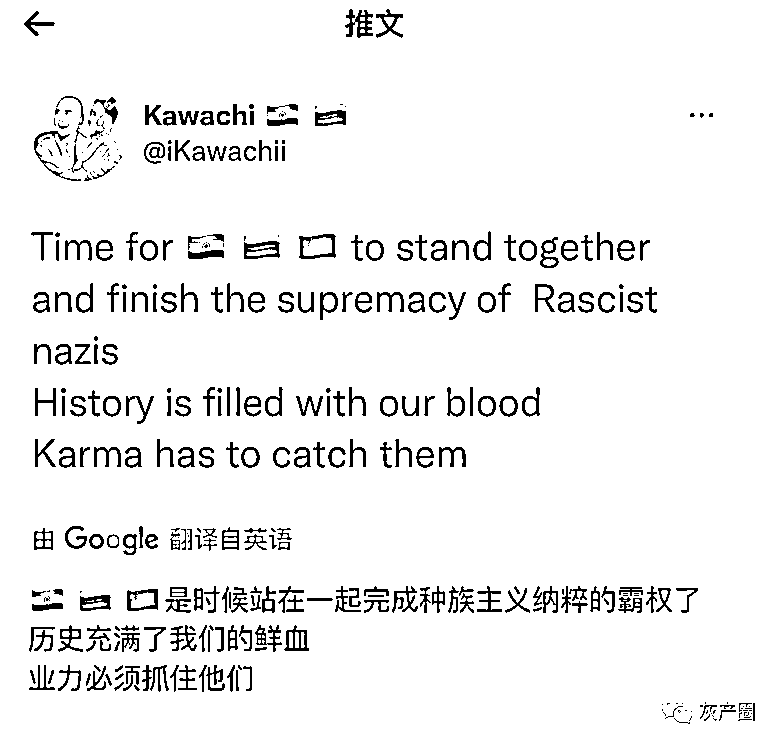 推文
Kawachi 🇮🇳 🇷🇺
@iKawachii
Time for 🇮🇳 🇷🇺 🇨🇳 to stand together
and finish the supremacy of Rascist
nazis
History is filled with our blood
Karma has to catch them
由 Google 翻译自英语
🇮🇳 🇷🇺 🇨🇳是时候站在一起完成种族主义纳粹的霸权了
历史充满了我们的鲜血
业力必须抓住他们
灰产圈